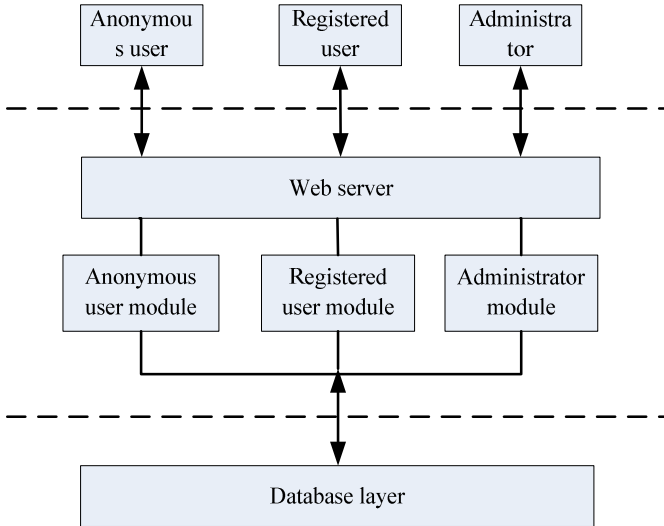 Anonymou
s user
Registered
user
Administra
tor
Web server
Anonymous
user module
Registered
user module
Administrator
module
Database layer